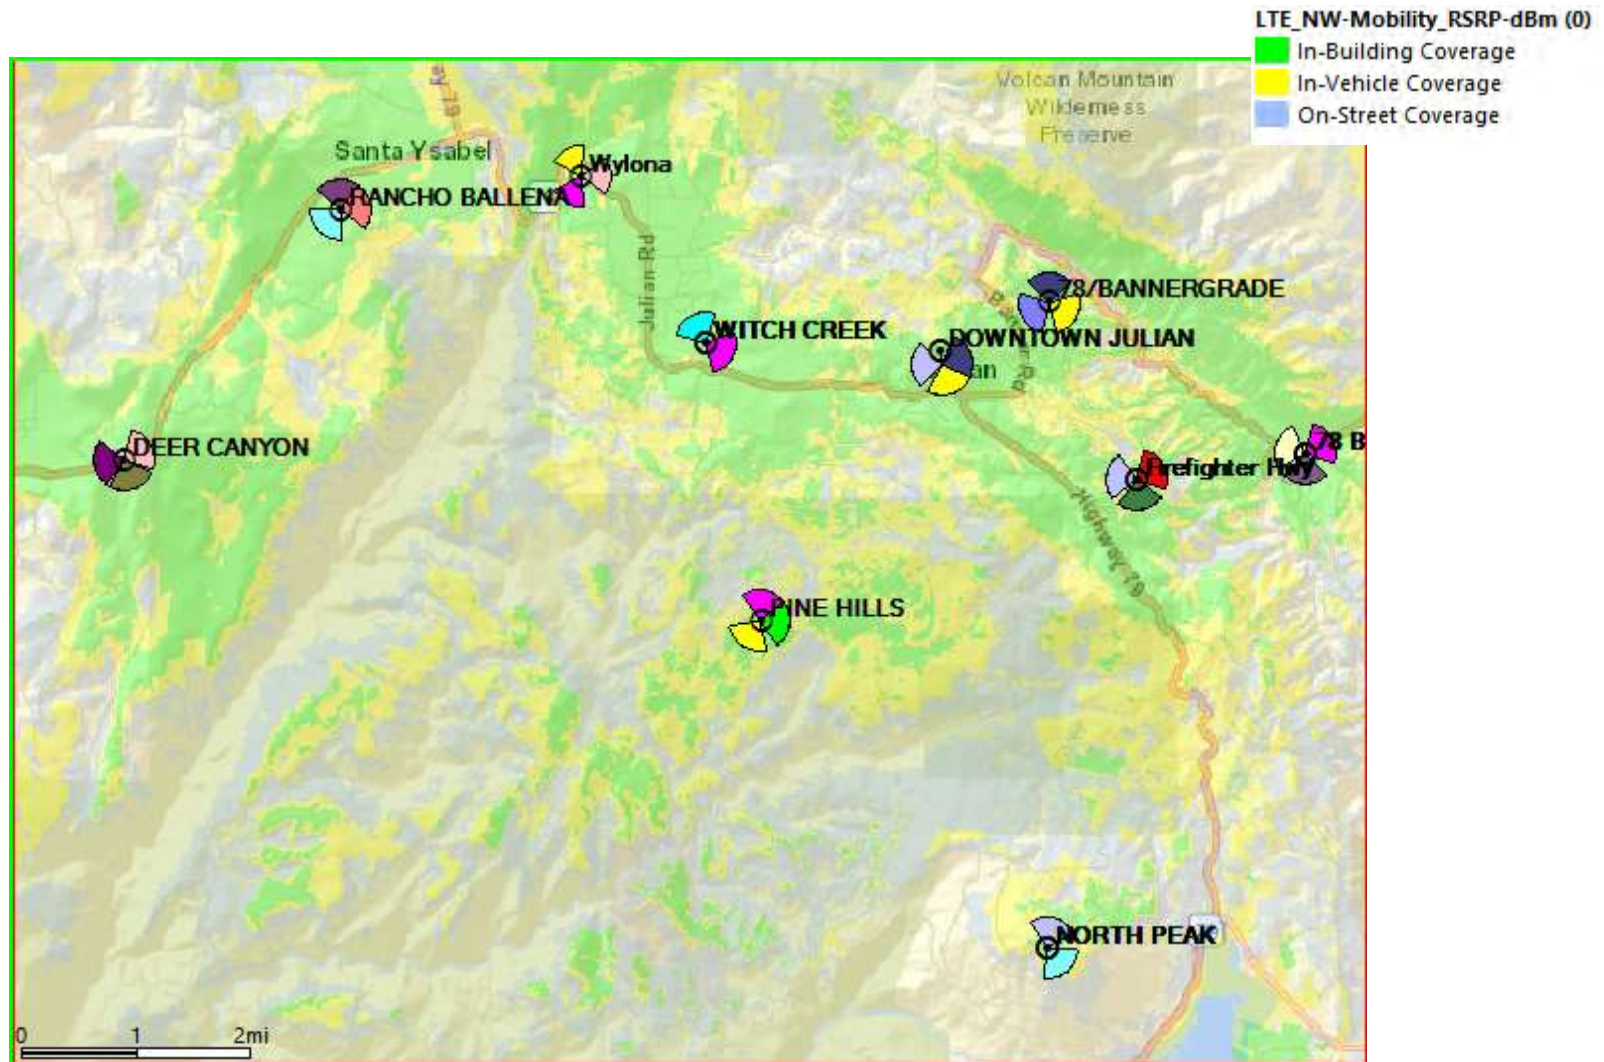 LTE_NW-Mobility_RSRP-dBm (0)
In-Building Coverage
In-Vehicle Coverage
On-Street Coverage
Volcan Mountain
Wilderness
Preserve
Santa Ysabel
Wylona
RANCHO BALLENA
Julian Rd
78/BANNERGRADE
WITCH CREEK
DOWNTOWN JULIAN
DEER CANYON
78 B
Firefighter Hwy
Highway 79
PINE HILLS
NORTH PEAK
0 1 2mi